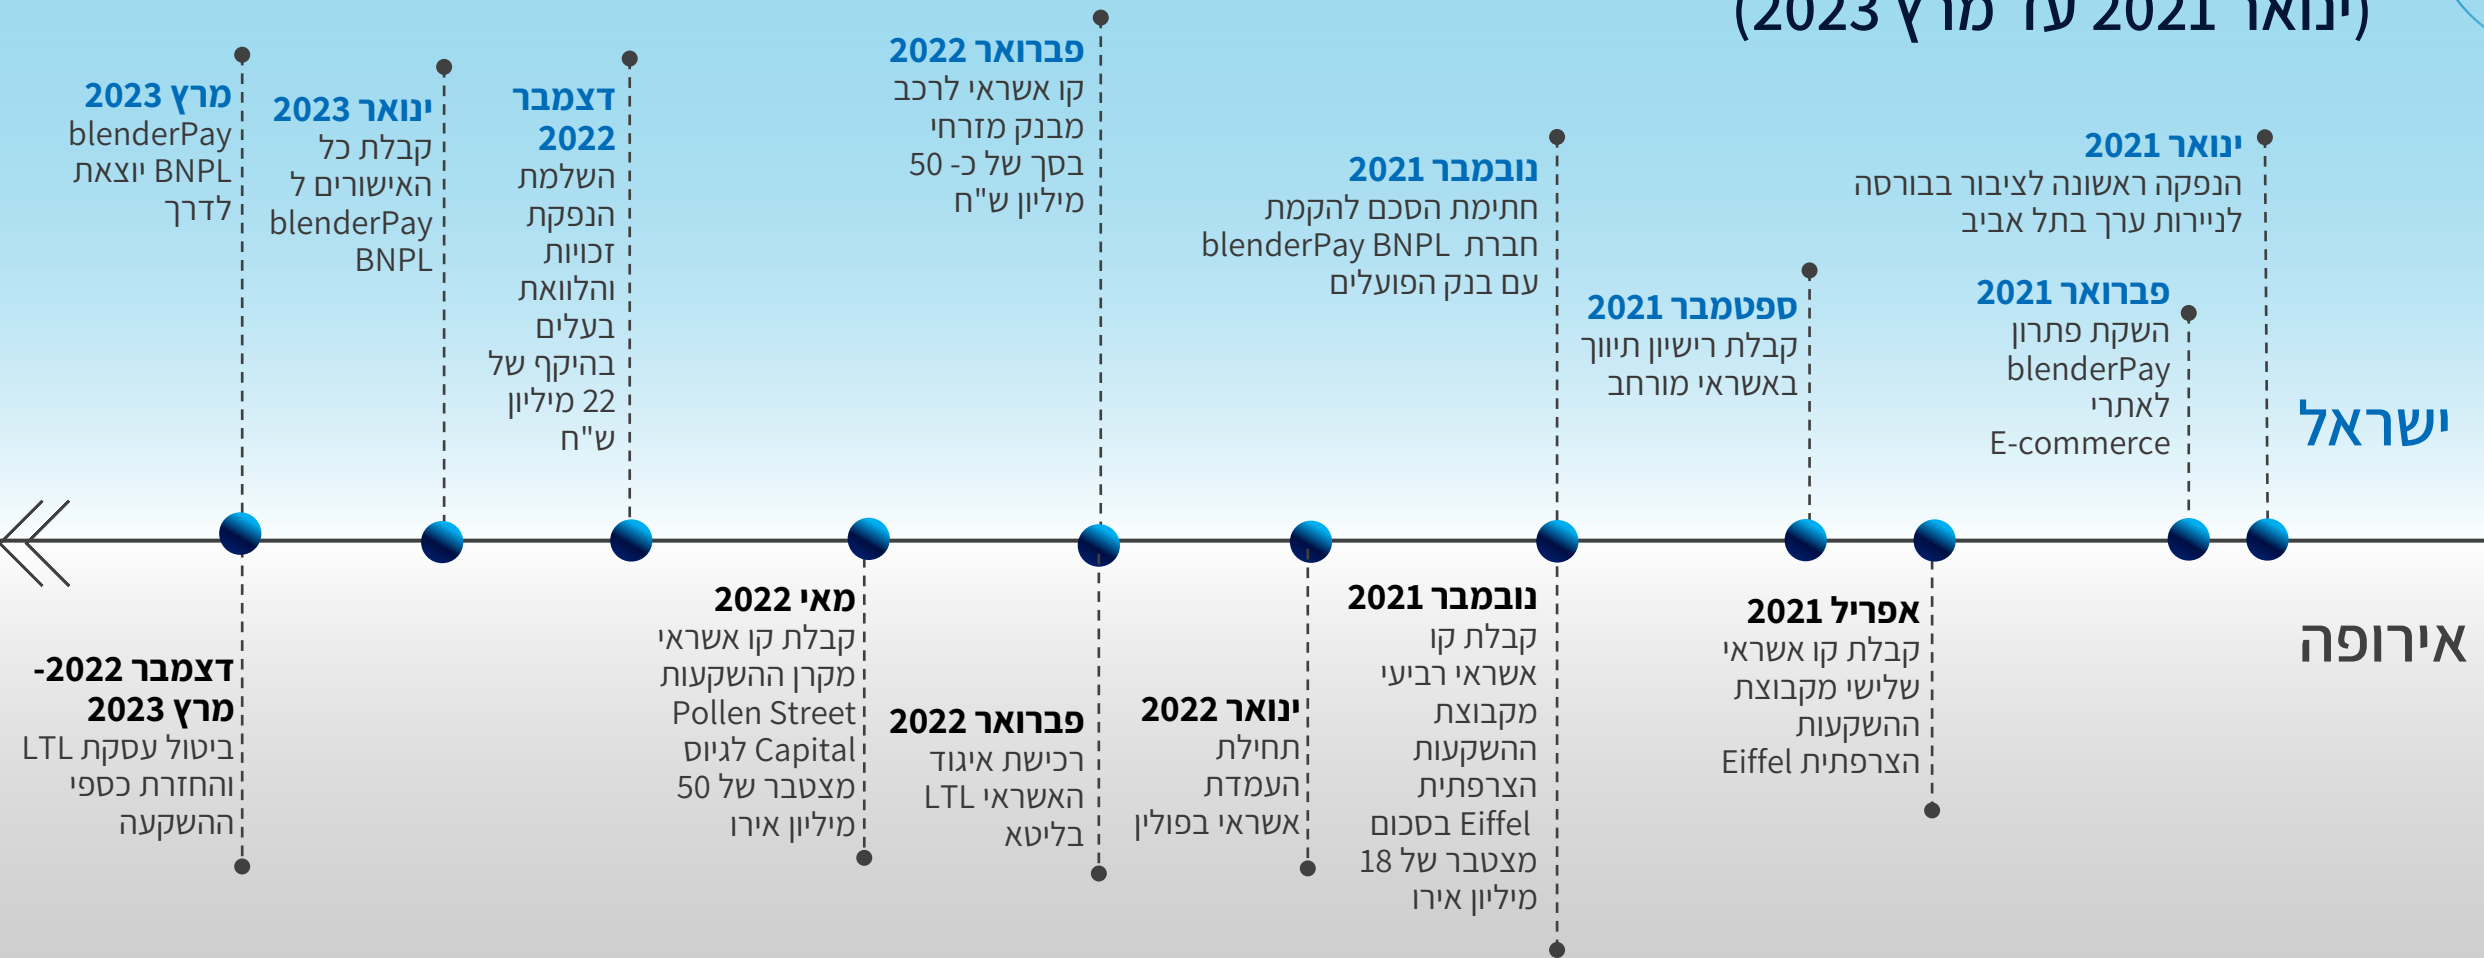 (ינואר 2021 עד מרץ 2023)
ישראל
ינואר 2021
הנפקה ראשונה לציבור בבורסה
לניירות ערך בתל אביב
פברואר 2021
השקת פתרון
blenderPay
לאתרי
E-commerce
ספטמבר 2021
קבלת רישיון תיווך
באשראי מורחב
נובמבר 2021
חתימת הסכם להקמת
חברת blenderPay BNPL
עם בנק הפועלים
פברואר 2022
קו אשראי לרכב
מבנק מזרחי
בסך של כ- 50
מיליון ש"ח
דצמבר
2022
השלמת
הנפקת
זכויות
והלוואת
בעלים
בהיקף של
22 מיליון
ש"ח
ינואר 2023
קבלת כל
האישורים ל
blenderPay
BNPL
מרץ 2023
blenderPay
BNPL יוצאת
לדרך
אירופה
אפריל 2021
קבלת קו אשראי
שלישי מקבוצת
ההשקעות
הצרפתית Eiffel
נובמבר 2021
קבלת קו
אשראי רביעי
מקבוצת
ההשקעות
הצרפתית
Eiffel בסכום
מצטבר של 18
מיליון אירו
ינואר 2022
תחילת
העמדת
אשראי בפולין
פברואר 2022
רכישת איגוד
האשראי LTL
בליטא
מאי 2022
קבלת קו אשראי
מקרן ההשקעות
Pollen Street
Capital לגיוס
מצטבר של 50
מיליון אירו
דצמבר 2022-
מרץ 2023
ביטול עסקת LTL
והחזרת כספי
ההשקעה